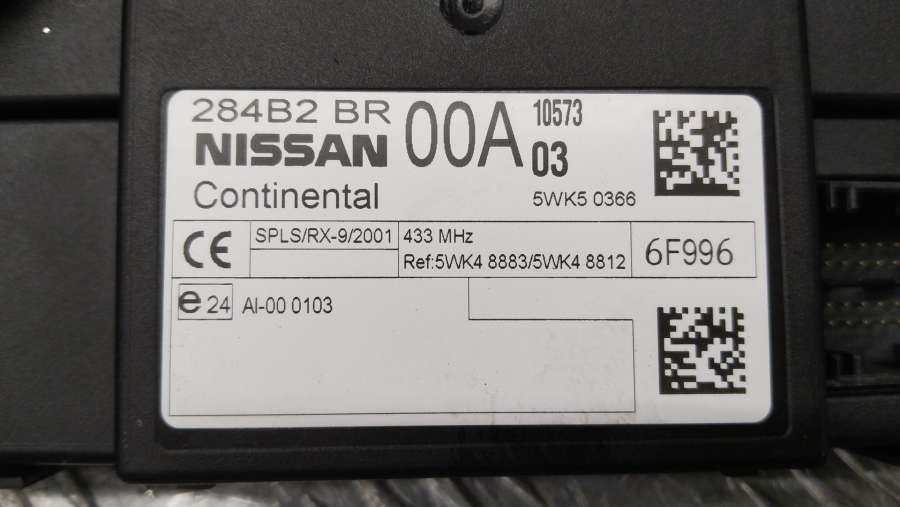 284B2 BR 00A 10573
NISSAN 03
Continental 5WK5 0366
CE SPLS/RX-9/2001 433 MHz
Ref:5WK4 8883/5WK4 8812 6F996
e 24 AI-00 0103